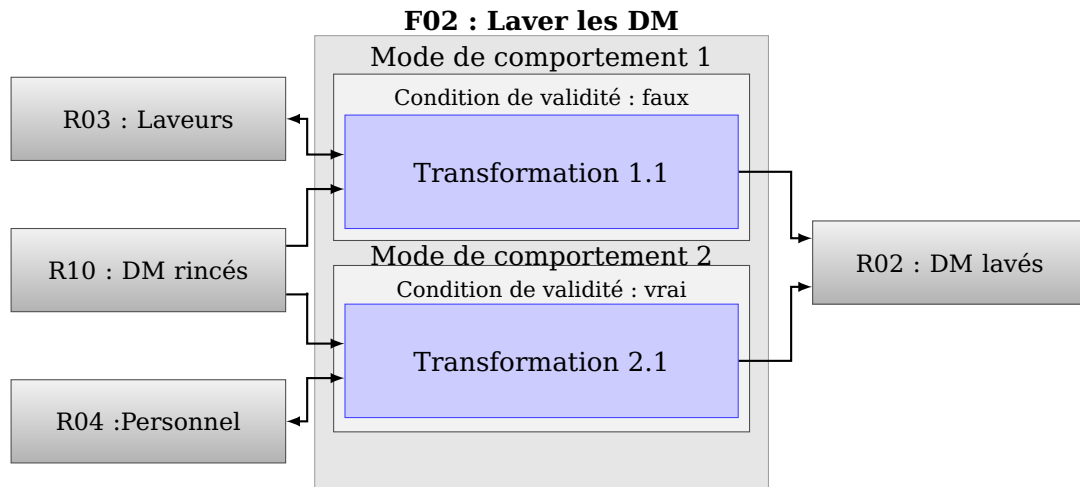 F02 : Laver les DM
Mode de comportement 1
Condition de validité : faux
R03 : Laveurs
Transformation 1.1
R10 : DM rincés
R02 : DM lavés
Mode de comportement 2
Condition de validité : vrai
Transformation 2.1
R04 :Personnel